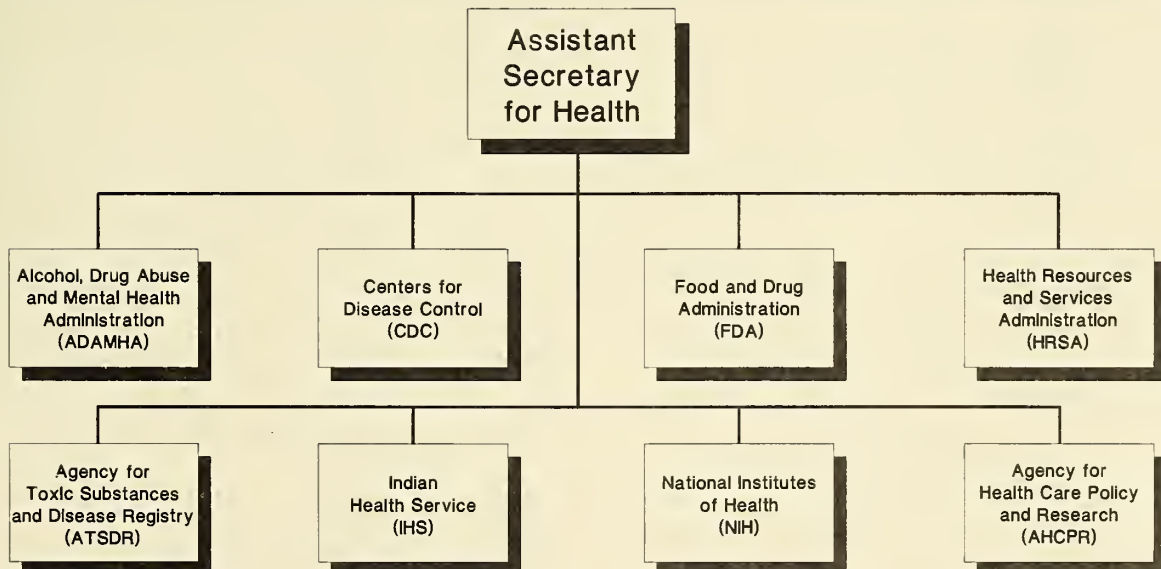 Assistant
Secretary
for Health
Alcohol, Drug Abuse
and Mental Health
Administration
(ADAMHA)
Centers for
Disease Control
(CDC)
Food and Drug
Administration
(FDA)
Health Resources
and Services
Administration
(HRSA)
Agency for
Toxic Substances
and Disease Registry
(ATSDR)
Indian
Health Service
(IHS)
National Institutes
of Health
(NIH)
Agency for
Health Care Policy
and Research
(AHCPR)